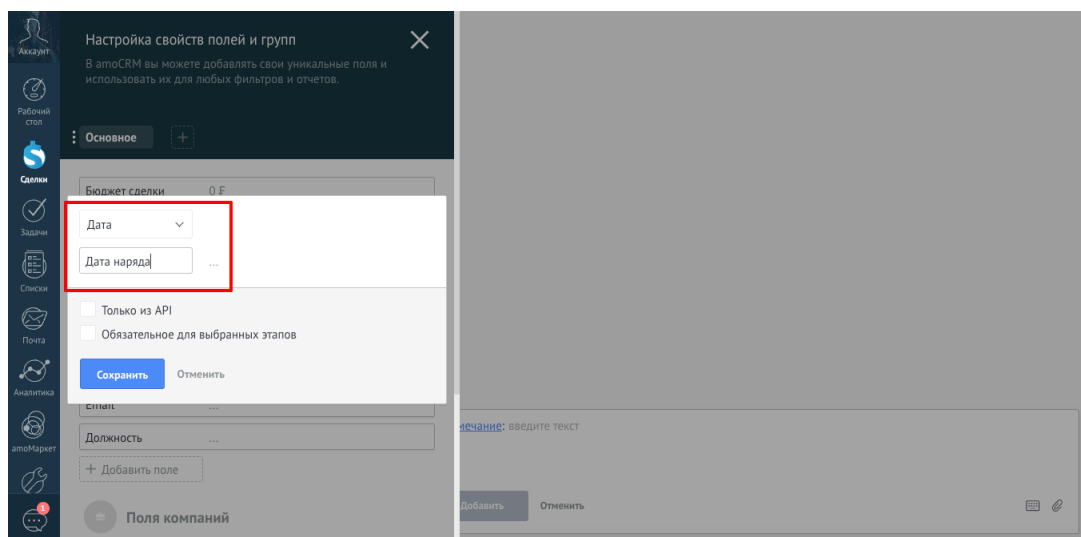 Аккаунт
Рабочий
стол
Сделки
Задачи
Списки
Почта
Аналитика
amoМаркет
1
Настройка свойств полей и групп
В amoCRM вы можете добавлять свои уникальные поля и
использовать их для любых фильтров и отчетов.
Основное
Бюджет сделки 0 ₽
Дата
Дата наряда ...
Только из API
Обязательное для выбранных этапов
Сохранить Отменить
Email ...
Должность ...
+ Добавить поле
Поля компаний
мечание: введите текст
Добавить Отменить